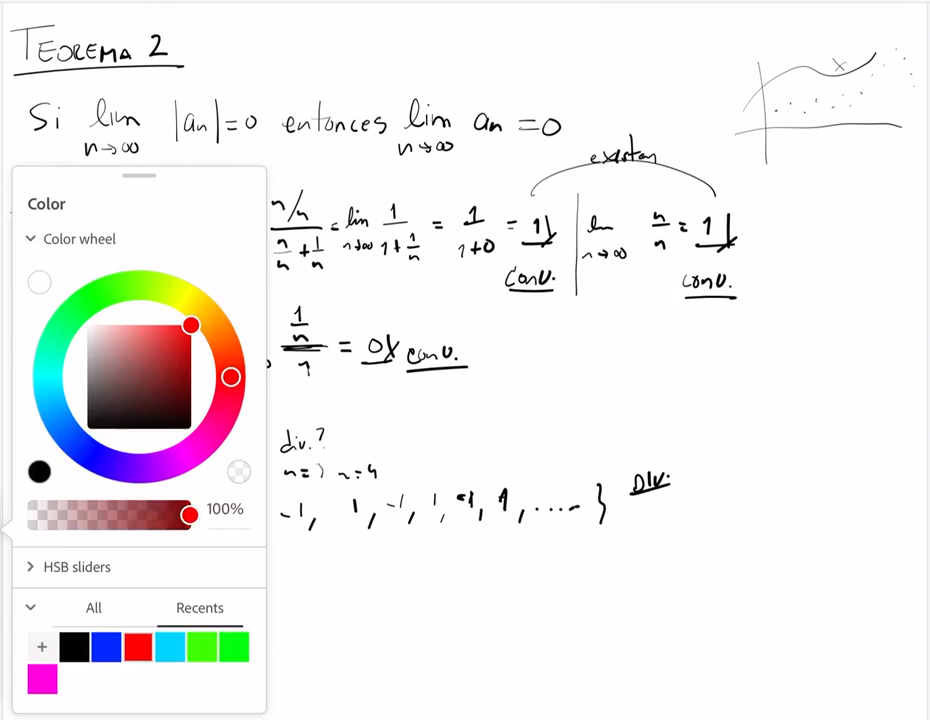 TEOREMA 2
Si lim n→∞ |an|=0 entonces lim n→∞ an =0
existen
n/n / n/n + 1/n = lim n→∞ 1 / 1+1/n = 1 / 1+0 = 1 | lim n→∞ n/n = 1
Conv. conv.
1/n / 1 = 0 conv.
div.?
n=3 n=4
-1, 1, -1, 1, -1, 1, ..... }
DIV.
Color
Color wheel
100%
HSB sliders
All Recents
+